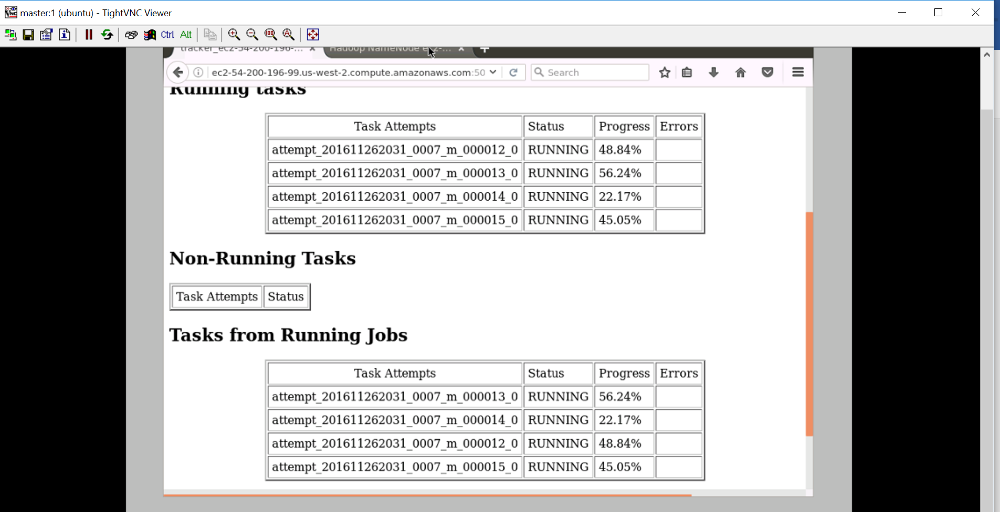 master:1 (ubuntu) - TightVNC Viewer
Ctrl Alt
tracker_ec2-54-200-196-... Hadoop NameNode ec2-...
ec2-54-200-196-99.us-west-2.compute.amazonaws.com:50 Search
Running tasks
Task Attempts Status Progress Errors
attempt_201611262031_0007_m_000012_0 RUNNING 48.84%
attempt_201611262031_0007_m_000013_0 RUNNING 56.24%
attempt_201611262031_0007_m_000014_0 RUNNING 22.17%
attempt_201611262031_0007_m_000015_0 RUNNING 45.05%
Non-Running Tasks
Task Attempts Status
Tasks from Running Jobs
Task Attempts Status Progress Errors
attempt_201611262031_0007_m_000013_0 RUNNING 56.24%
attempt_201611262031_0007_m_000014_0 RUNNING 22.17%
attempt_201611262031_0007_m_000012_0 RUNNING 48.84%
attempt_201611262031_0007_m_000015_0 RUNNING 45.05%